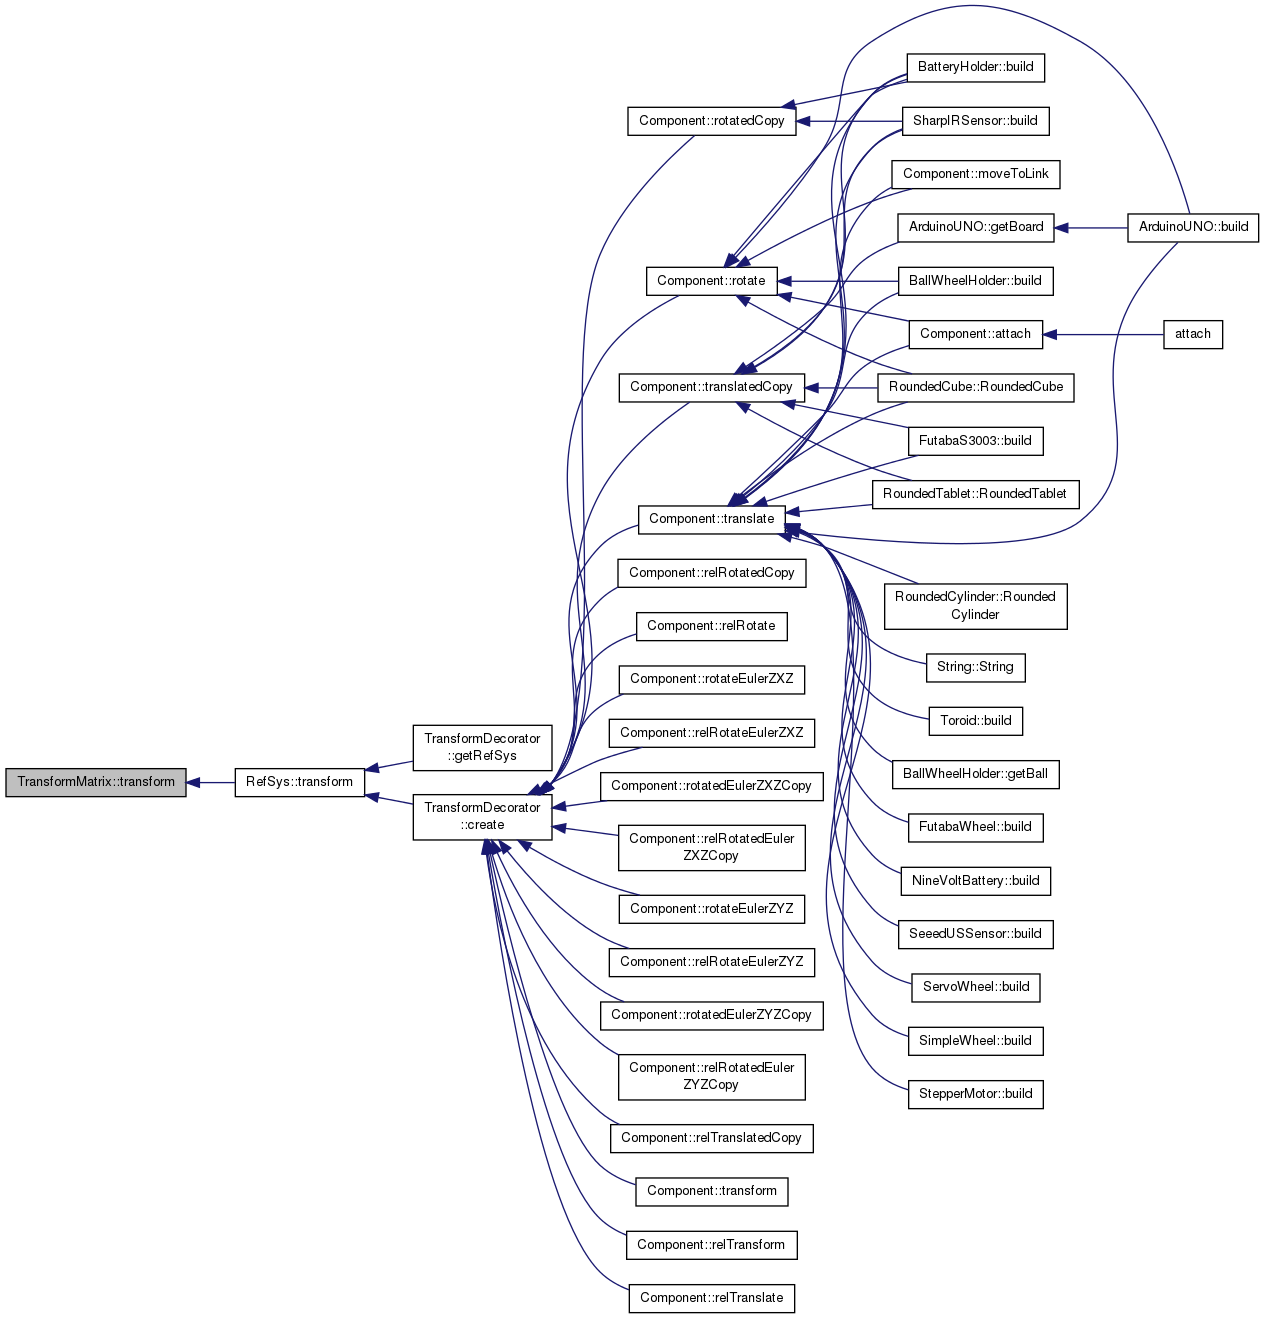 TransformMatrix::transform
RefSys::transform
TransformDecorator
::getRefSys
TransformDecorator
::create
Component::rotatedCopy
Component::rotate
Component::translatedCopy
Component::translate
Component::relRotatedCopy
Component::relRotate
Component::rotateEulerZXZ
Component::relRotateEulerZXZ
Component::rotatedEulerZXZCopy
Component::relRotatedEuler
ZXZCopy
Component::rotateEulerZYZ
Component::relRotateEulerZYZ
Component::rotatedEulerZYZCopy
Component::relRotatedEuler
ZYZCopy
Component::relTranslatedCopy
Component::transform
Component::relTransform
Component::relTranslate
BatteryHolder::build
SharpIRSensor::build
Component::moveToLink
ArduinoUNO::getBoard
BallWheelHolder::build
Component::attach
RoundedCube::RoundedCube
FutabaS3003::build
RoundedTablet::RoundedTablet
RoundedCylinder::Rounded
Cylinder
String::String
Toroid::build
BallWheelHolder::getBall
FutabaWheel::build
NineVoltBattery::build
SeeedUSSensor::build
ServoWheel::build
SimpleWheel::build
StepperMotor::build
ArduinoUNO::build
attach